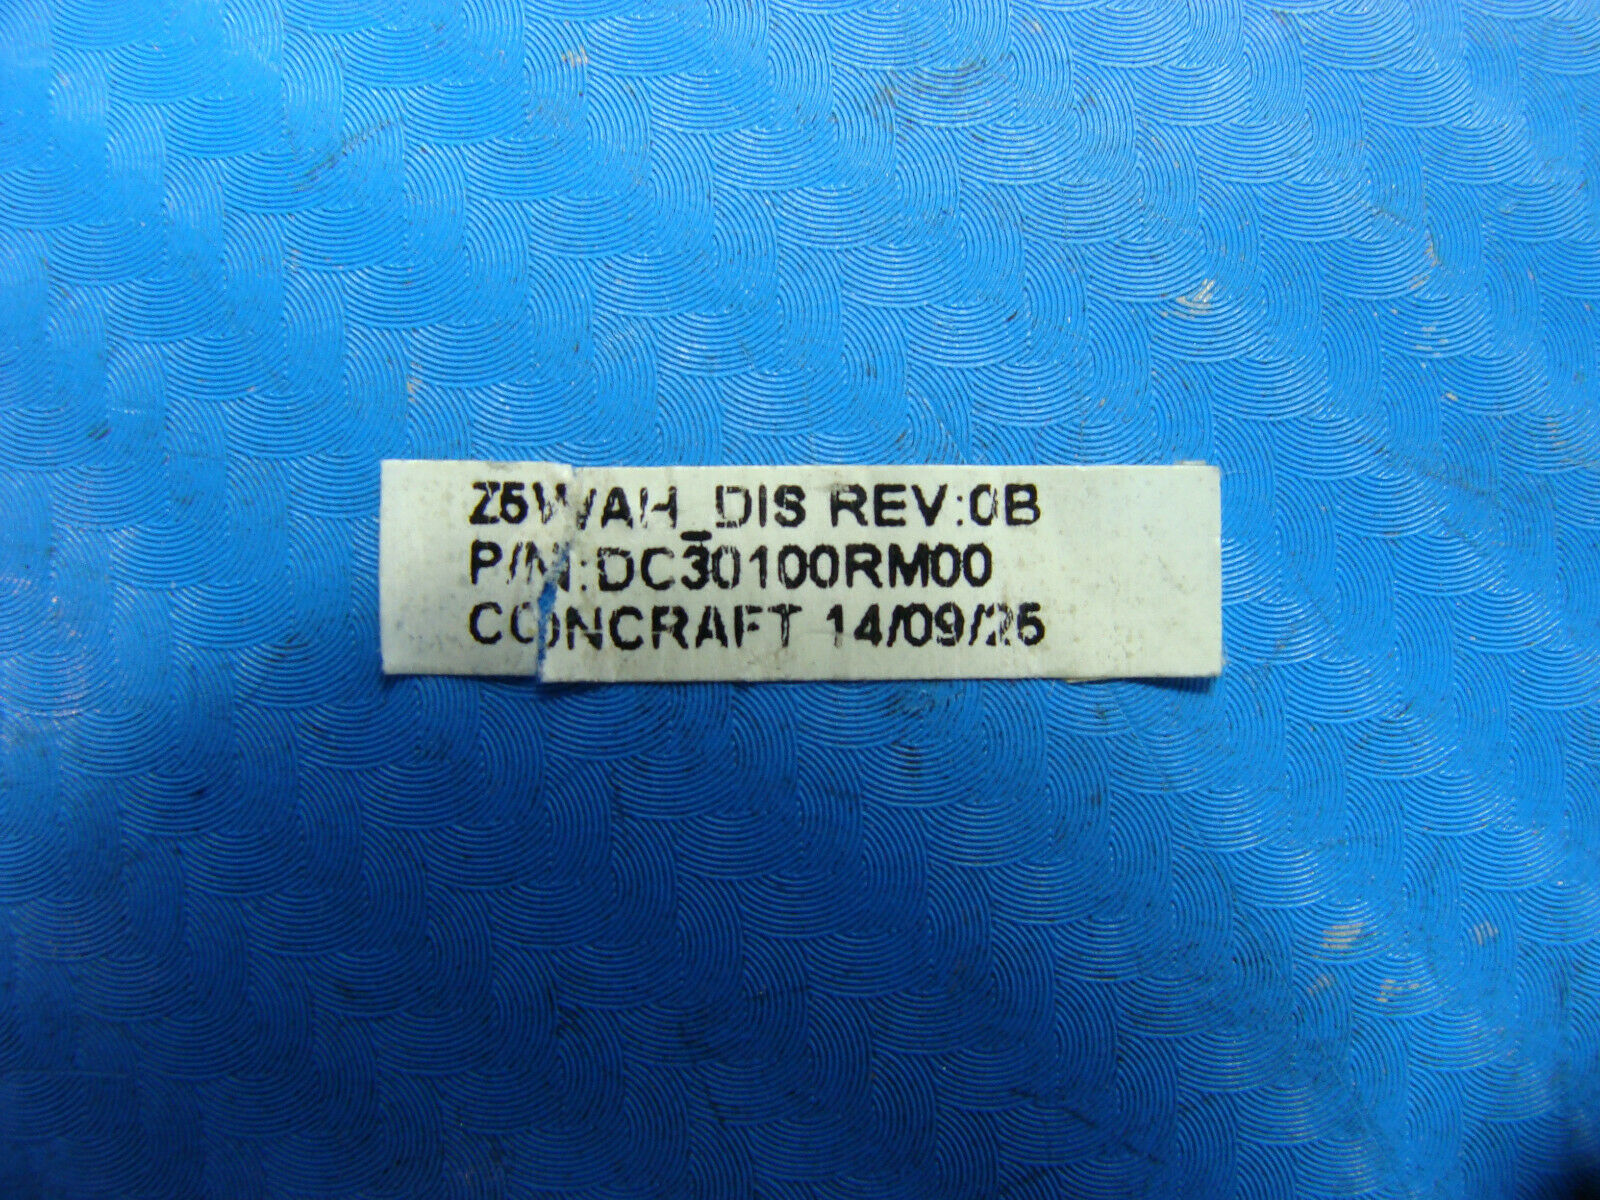 Z5WAH_DIS REV:0B
P/N:DC30100RM00
CONCRAFT 14/09/25